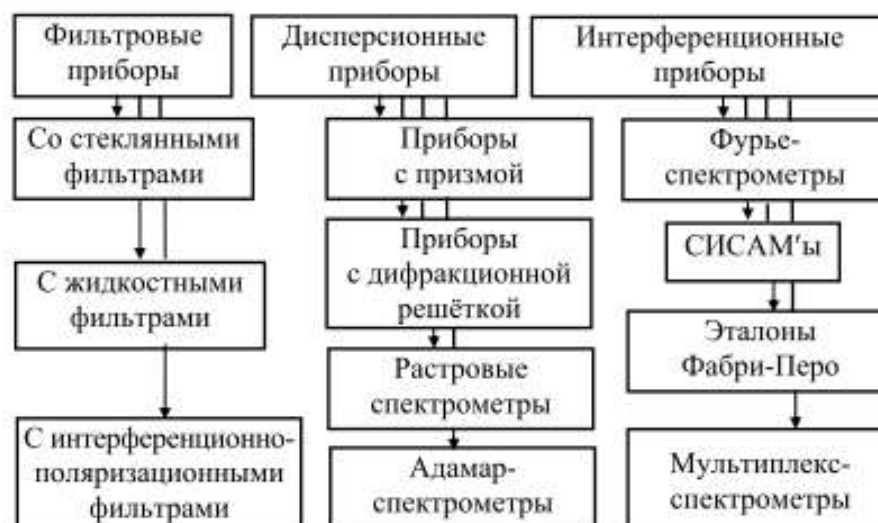 Фильтровые
приборы
Дисперсионные
приборы
Интерференционные
приборы
Со стеклянными
фильтрами
Приборы
с призмой
Фурье-
спектрометры
С жидкостными
фильтрами
Приборы
с дифракционной
решёткой
СИСАМ'ы
Растровые
спектрометры
Эталоны
Фабри-Перо
С интерференционно-
поляризационными
фильтрами
Адамар-
спектрометры
Мультиплекс-
спектрометры